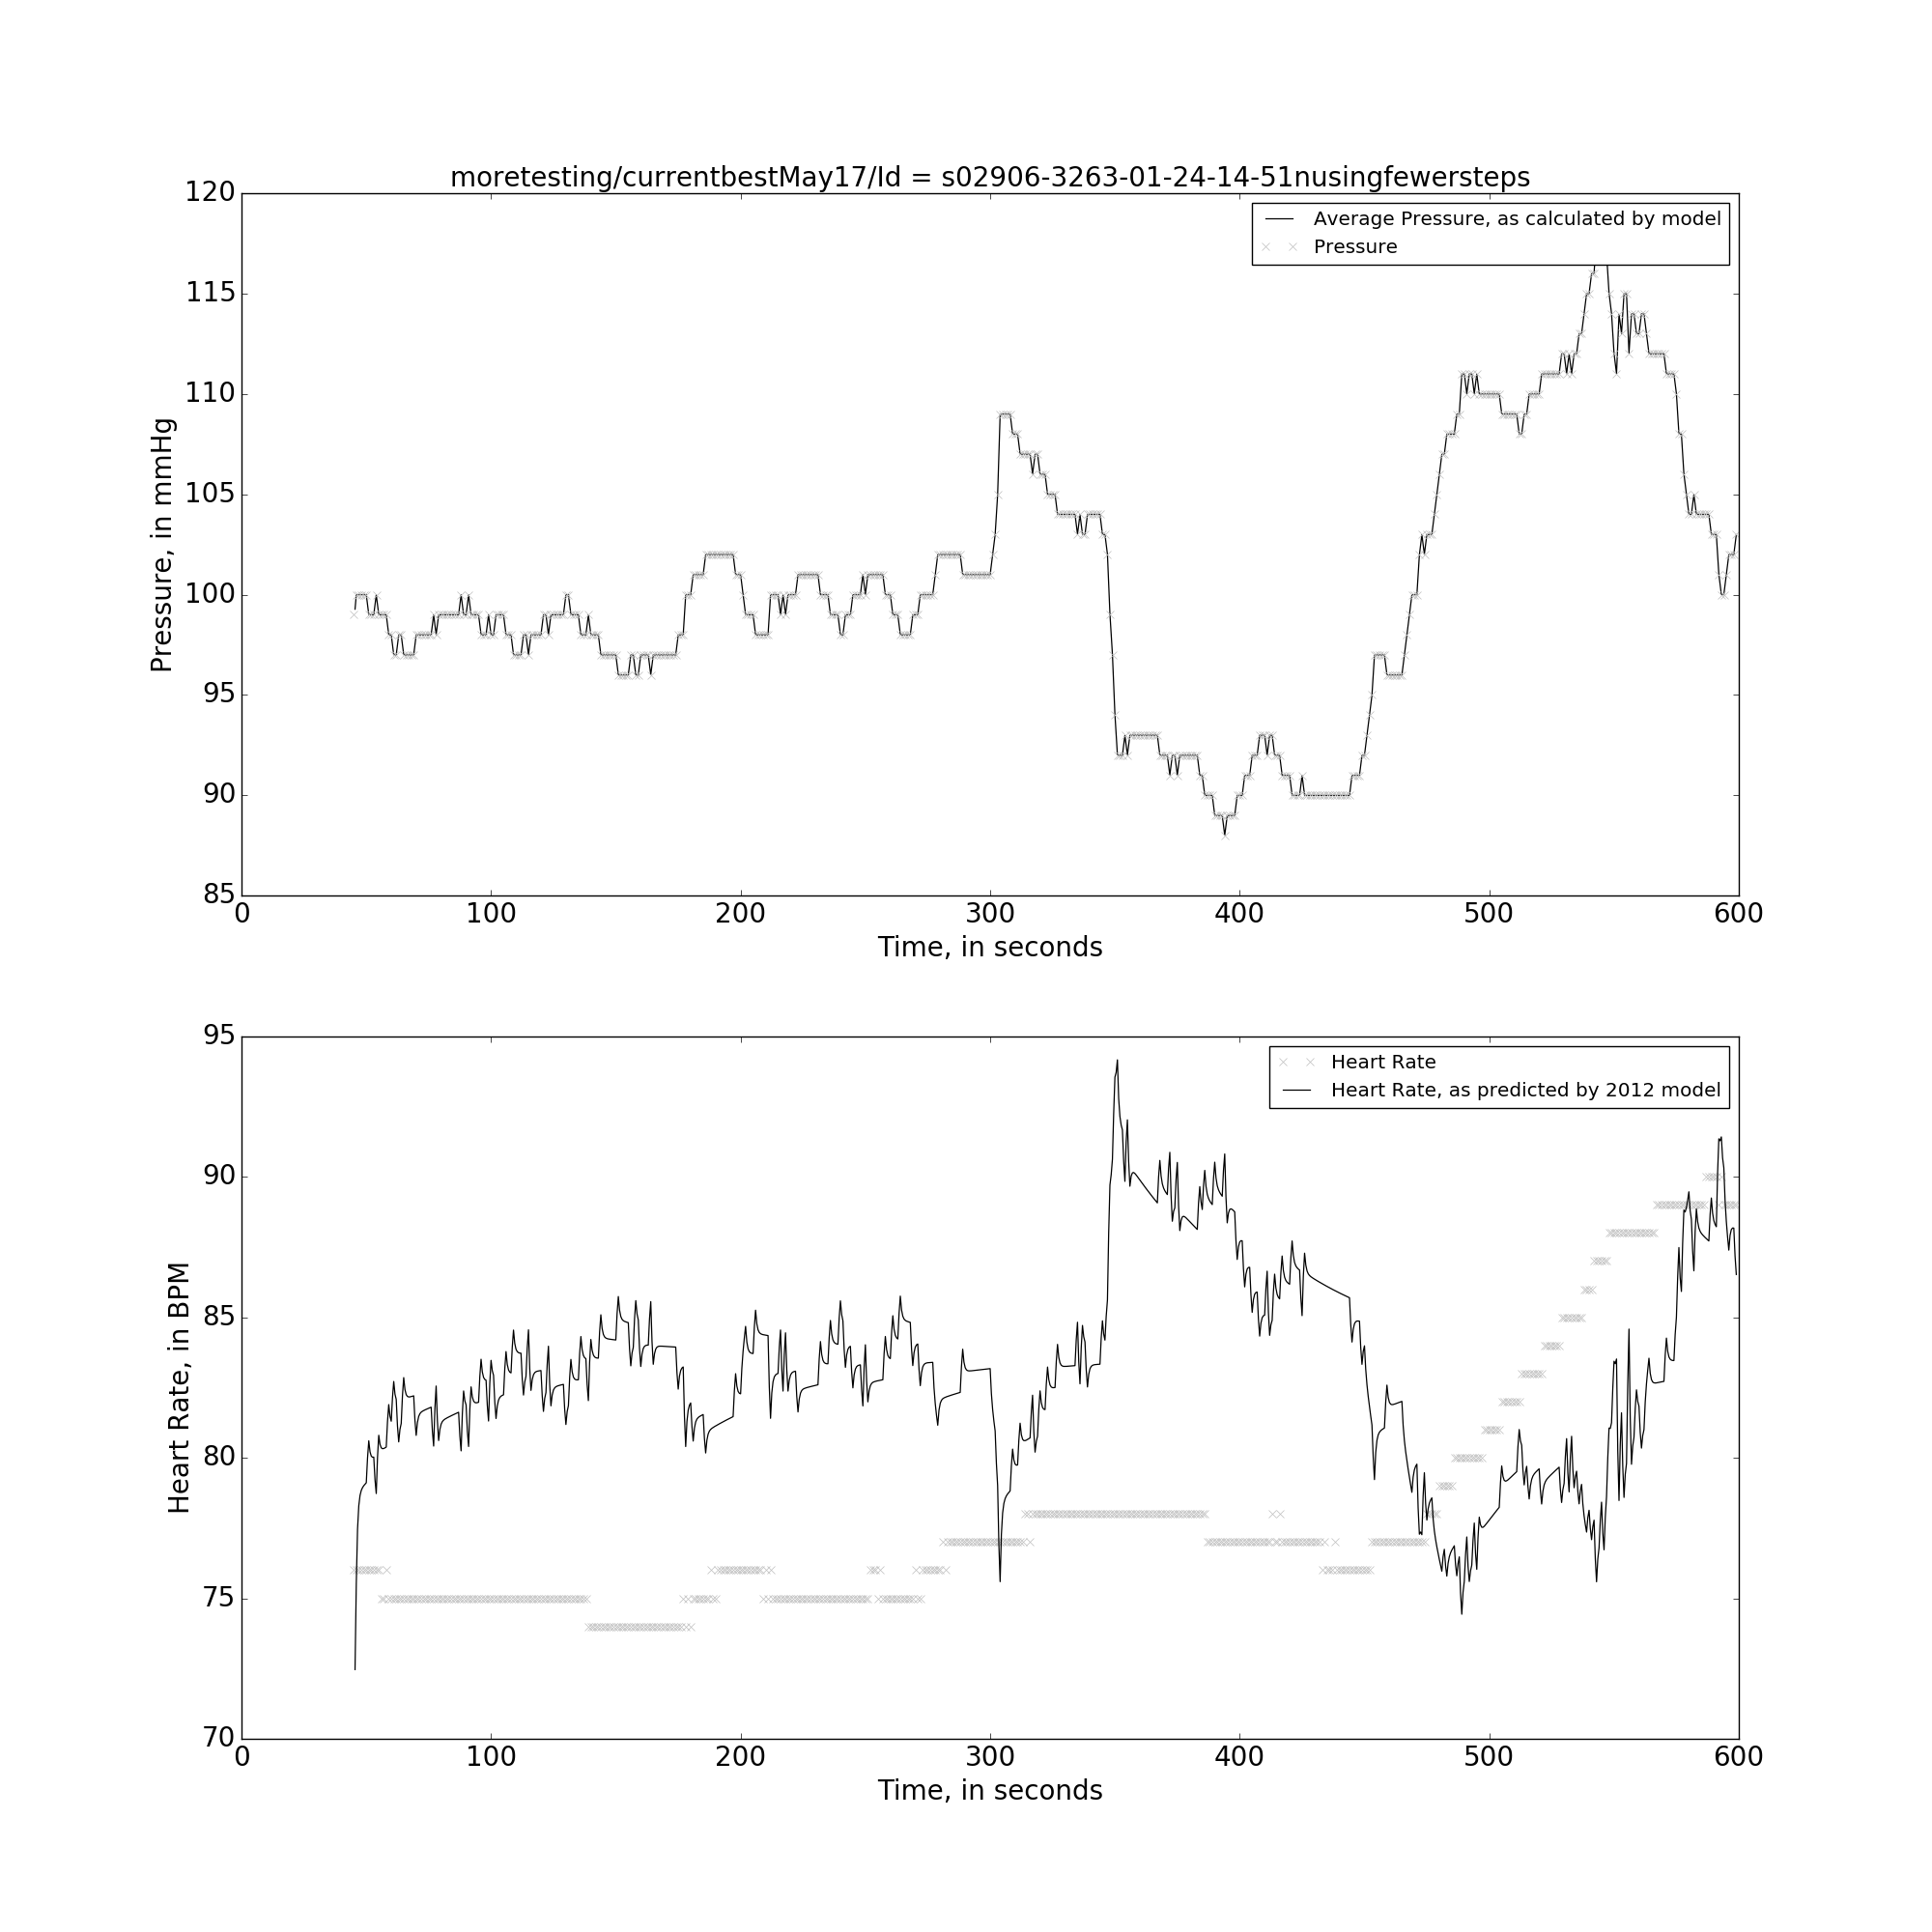 moretesting/currentbestMay17/Id = s02906-3263-01-24-14-51nusingfewersteps
120
115
110
105
100
95
90
85
Pressure, in mmHg
Average Pressure, as calculated by model
Pressure
0 100 200 300 400 500 600
Time, in seconds
95
90
85
80
75
70
Heart Rate, in BPM
Heart Rate
Heart Rate, as predicted by 2012 model
0 100 200 300 400 500 600
Time, in seconds